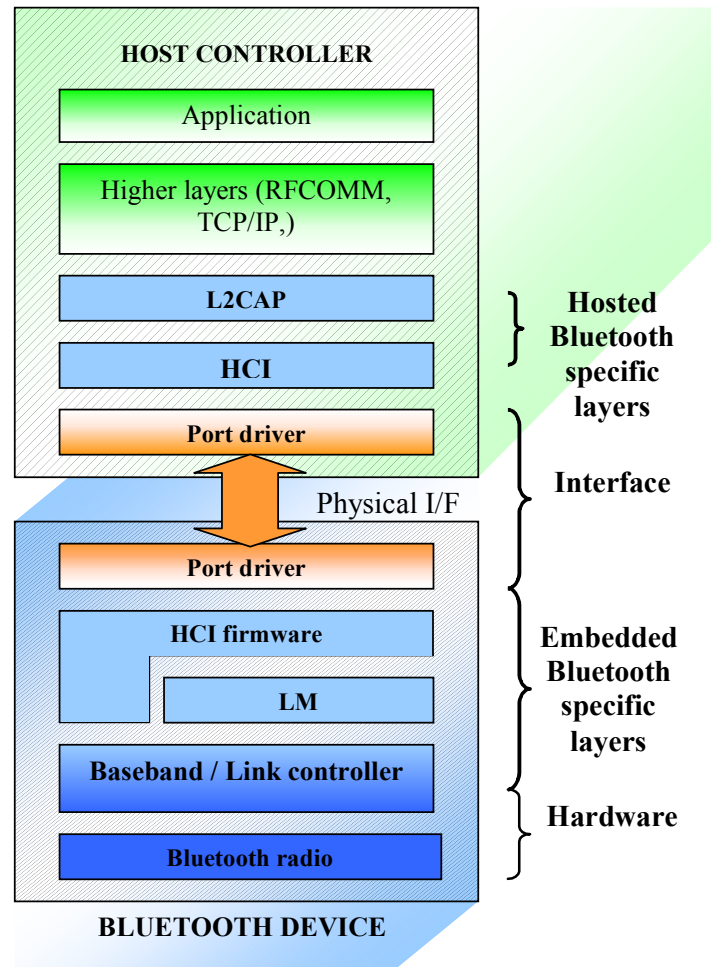 HOST CONTROLLER
Application
Higher layers (RFCOMM,
TCP/IP,)
L2CAP
HCI
Hosted
Bluetooth
specific
layers
Port driver
Interface
Physical I/F
Port driver
HCI firmware
LM
Embedded
Bluetooth
specific
layers
Baseband / Link controller
Hardware
Bluetooth radio
BLUETOOTH DEVICE